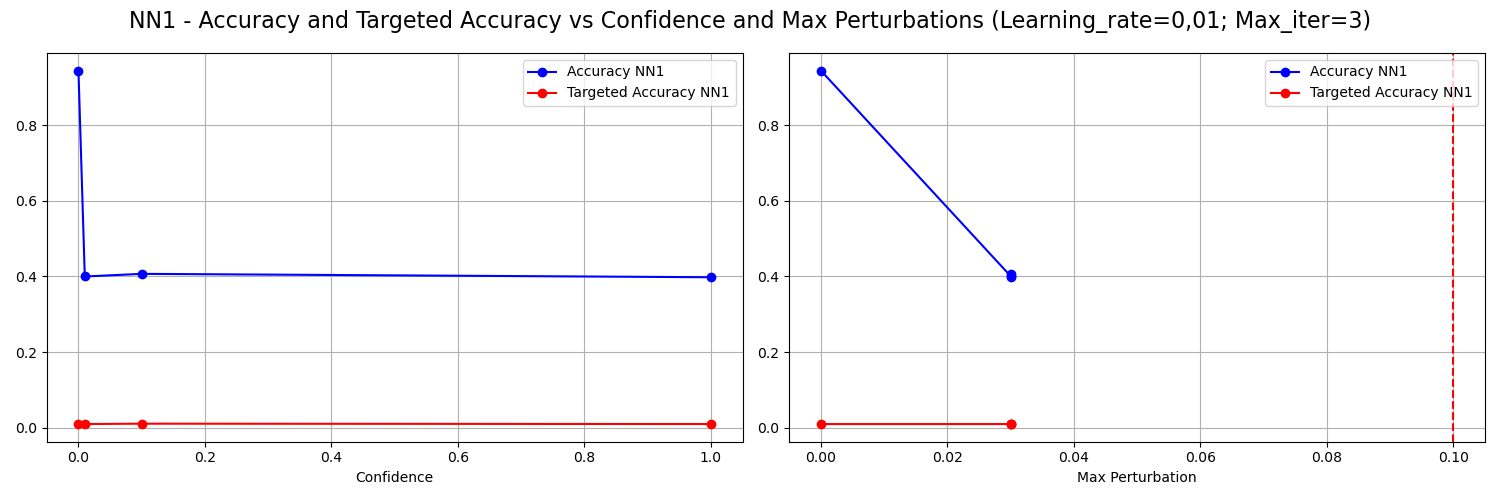 NN1 - Accuracy and Targeted Accuracy vs Confidence and Max Perturbations (Learning_rate=0,01; Max_iter=3)
Accuracy NN1
Targeted Accuracy NN1
0.8
0.6
0.4
0.2
0.0
0.0 0.2 0.4 0.6 0.8 1.0
Confidence
Accuracy NN1
Targeted Accuracy NN1
0.8
0.6
0.4
0.2
0.0
0.00 0.02 0.04 0.06 0.08 0.10
Max Perturbation